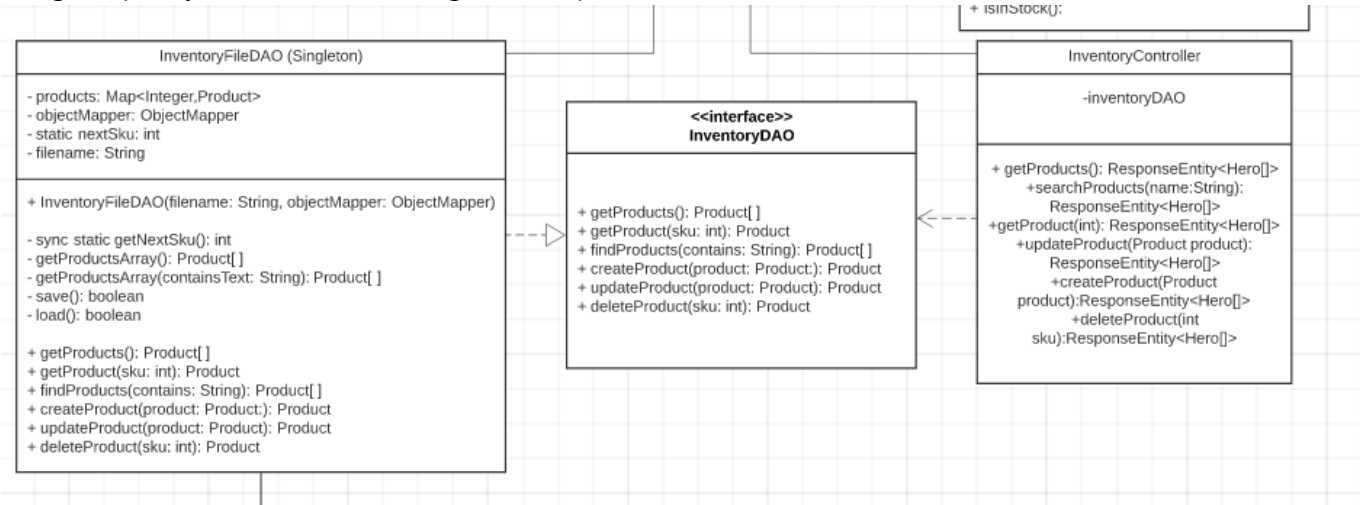 + isInStock():
InventoryFileDAO (Singleton)
- products: Map<Integer,Product>
- objectMapper: ObjectMapper
- static nextSku: int
- filename: String
+ InventoryFileDAO(filename: String, objectMapper: ObjectMapper)
- sync static getNextSku(): int
- getProductsArray(): Product[ ]
- getProductsArray(containsText: String): Product[ ]
- save(): boolean
- load(): boolean
+ getProducts(): Product[ ]
+ getProduct(sku: int): Product
+ findProducts(contains: String): Product[ ]
+ createProduct(product: Product:): Product
+ updateProduct(product: Product): Product
+ deleteProduct(sku: int): Product
<<interface>>
InventoryDAO
+ getProducts(): Product[ ]
+ getProduct(sku: int): Product
+ findProducts(contains: String): Product[ ]
+ createProduct(product: Product:): Product
+ updateProduct(product: Product): Product
+ deleteProduct(sku: int): Product
InventoryController
-inventoryDAO
+ getProducts(): ResponseEntity<Hero[]>
+searchProducts(name:String):
ResponseEntity<Hero[]>
+getProduct(int): ResponseEntity<Hero[]>
+updateProduct(Product product):
ResponseEntity<Hero[]>
+createProduct(Product
product):ResponseEntity<Hero[]>
+deleteProduct(int
sku):ResponseEntity<Hero[]>